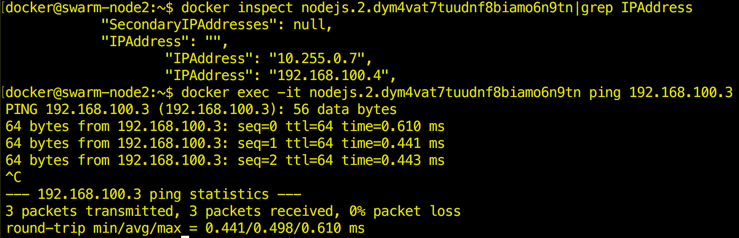 docker@swarm-node2:~$ docker inspect nodejs.2.dym4vat7tuudnf8biamo6n9tn|grep IPAddress
"SecondaryIPAddresses": null,
"IPAddress": "",
"IPAddress": "10.255.0.7",
"IPAddress": "192.168.100.4",
docker@swarm-node2:~$ docker exec -it nodejs.2.dym4vat7tuudnf8biamo6n9tn ping 192.168.100.3
PING 192.168.100.3 (192.168.100.3): 56 data bytes
64 bytes from 192.168.100.3: seq=0 ttl=64 time=0.610 ms
64 bytes from 192.168.100.3: seq=1 ttl=64 time=0.441 ms
64 bytes from 192.168.100.3: seq=2 ttl=64 time=0.443 ms
^C
--- 192.168.100.3 ping statistics ---
3 packets transmitted, 3 packets received, 0% packet loss
round-trip min/avg/max = 0.441/0.498/0.610 ms